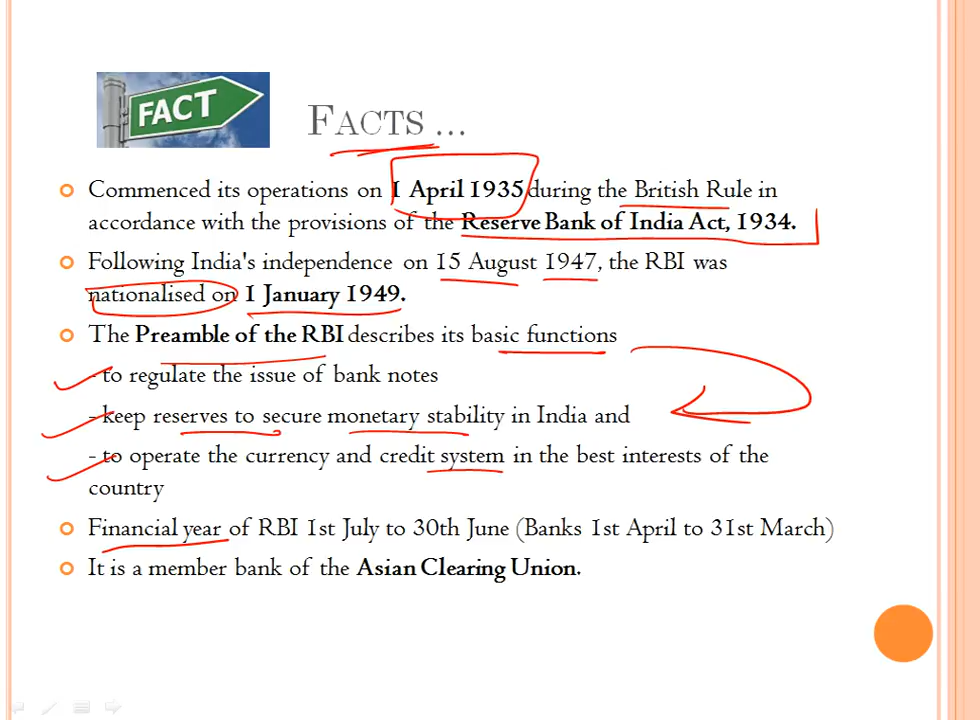 FACT
FACTS ...
Commenced its operations on 1 April 1935 during the British Rule in
accordance with the provisions of the Reserve Bank of India Act, 1934.
Following India's independence on 15 August 1947, the RBI was
nationalised on 1 January 1949.
The Preamble of the RBI describes its basic functions
- to regulate the issue of bank notes
- keep reserves to secure monetary stability in India and
- to operate the currency and credit system in the best interests of the
country
Financial year of RBI 1st July to 30th June (Banks 1st April to 31st March)
It is a member bank of the Asian Clearing Union.